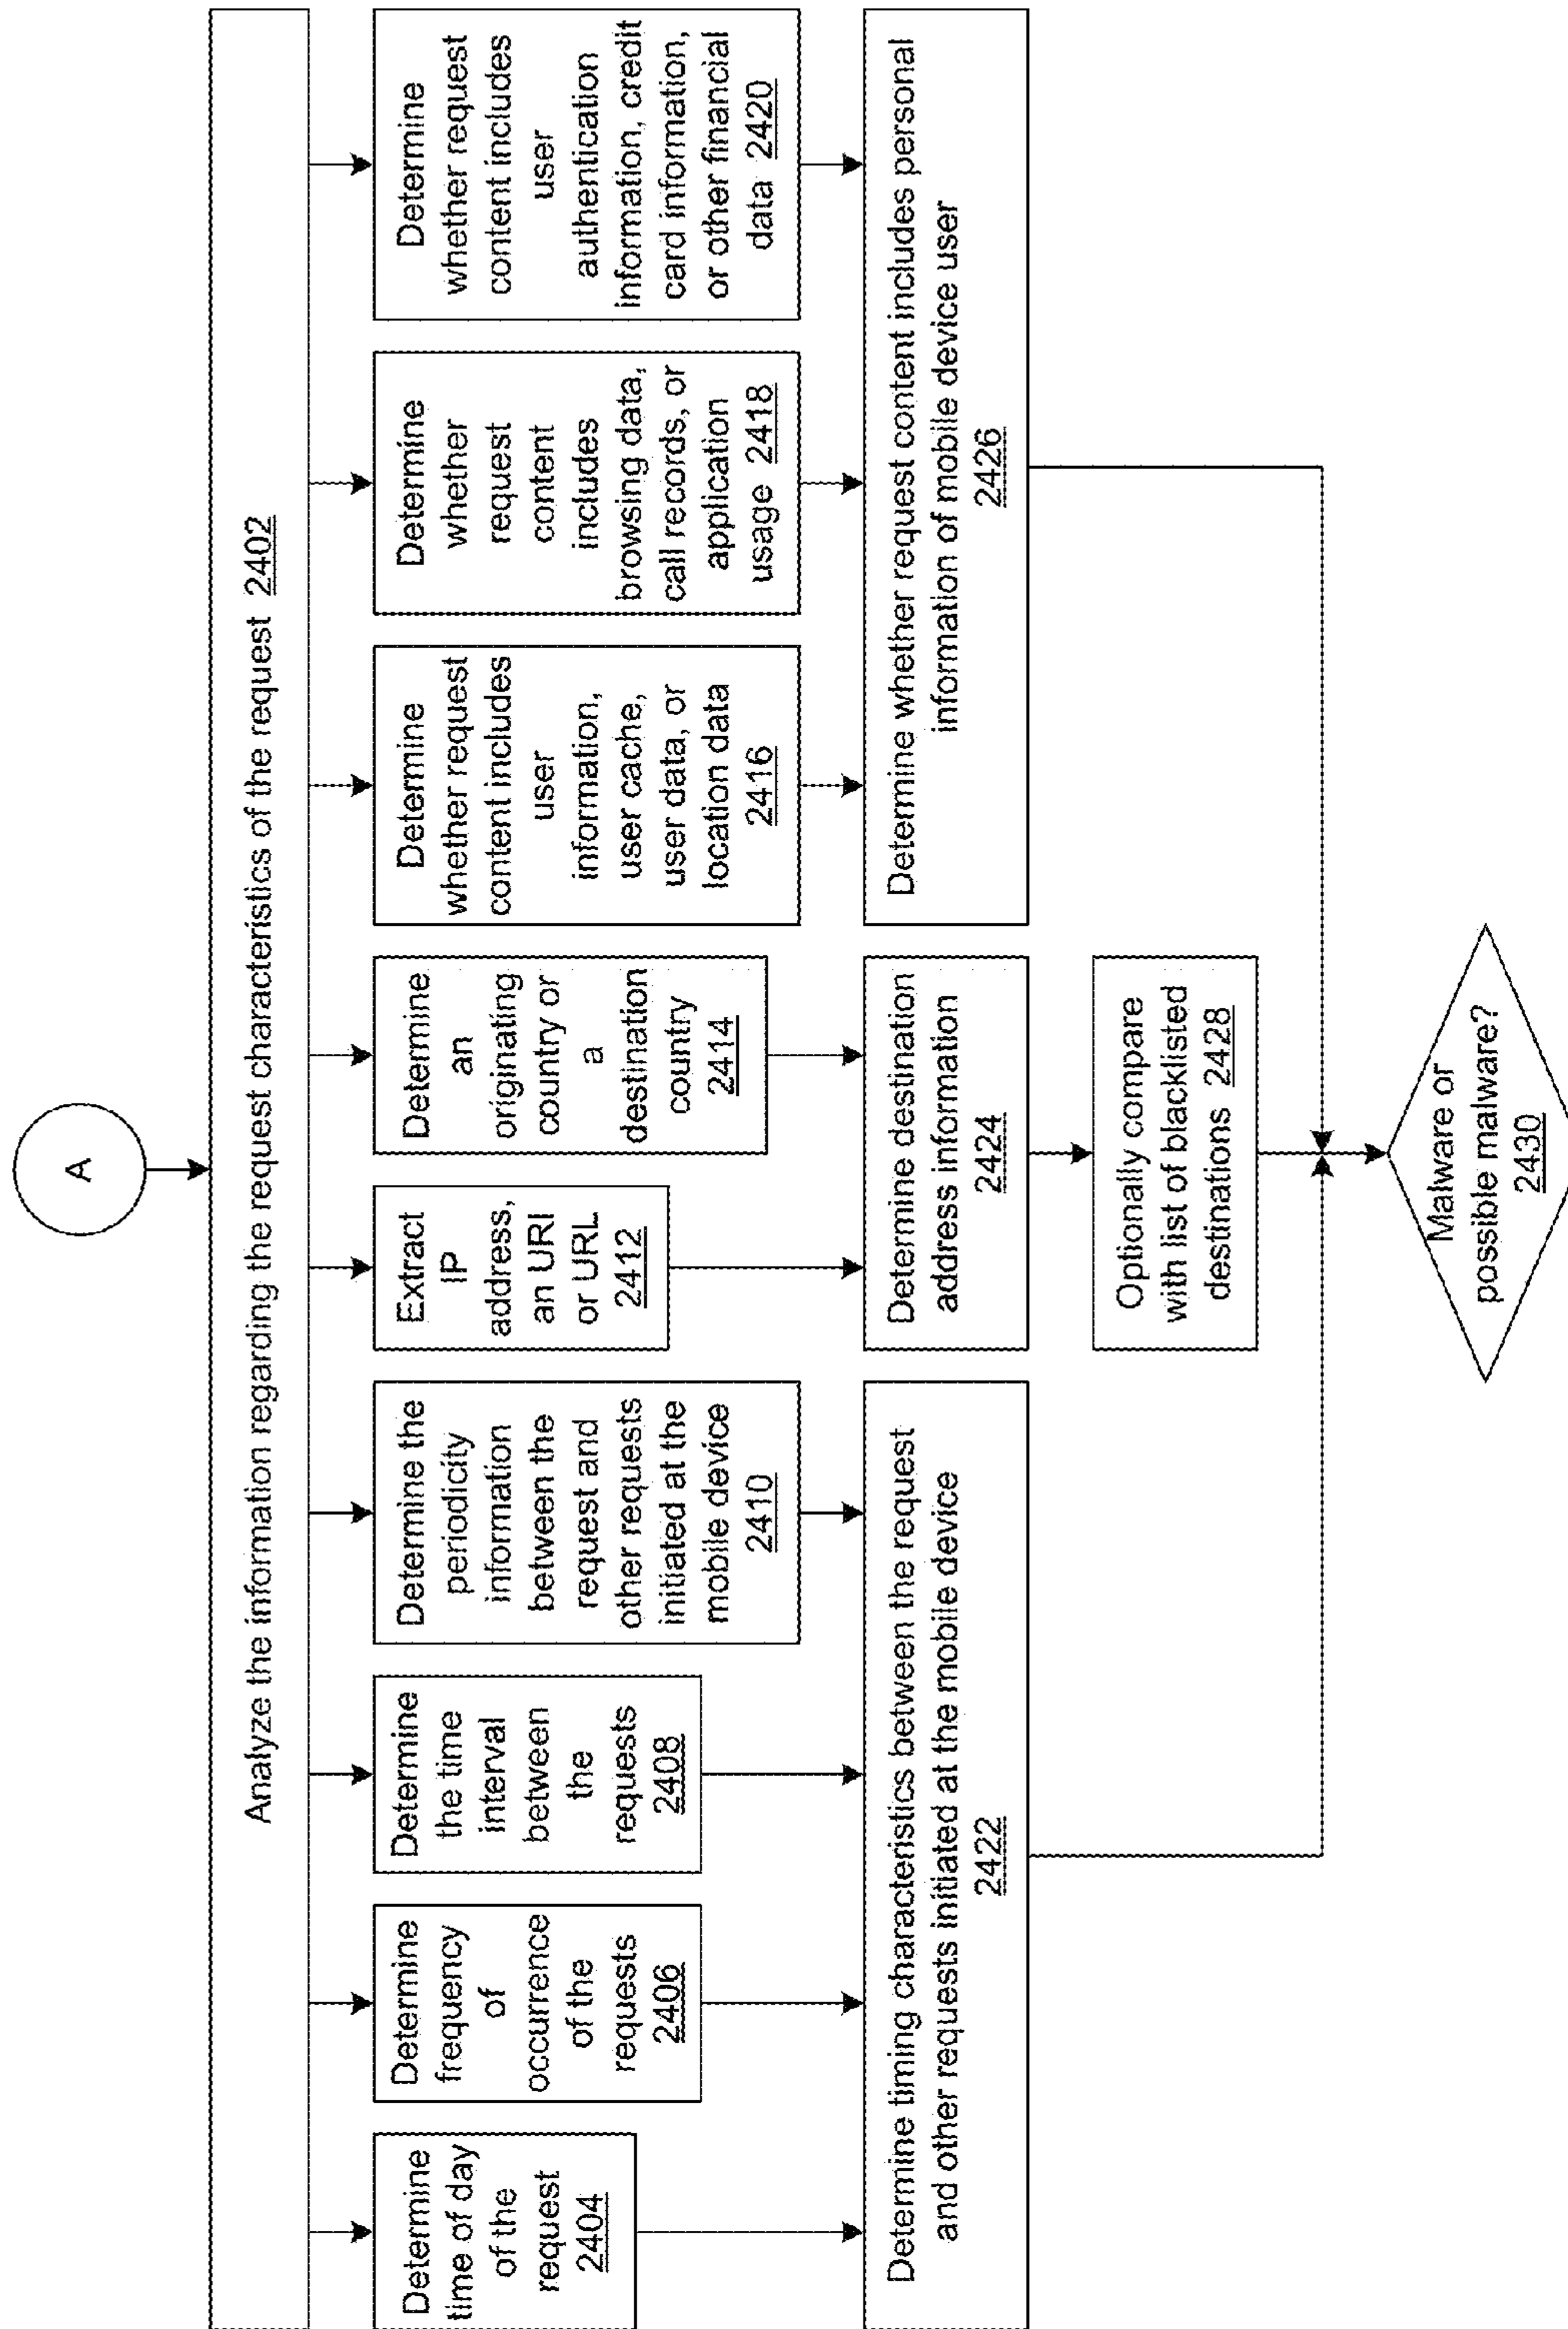 A
Analyze the information regarding the request characteristics of the request 2402
Determine
time of day
of the
request
2404
Determine
frequency
of
occurrence
of the
requests
2406
Determine
the time
interval
between
the
requests
2408
Determine the
periodicity
information
between the
request and
other requests
initiated at the
mobile device
2410
Extract
IP
address,
an URI
or URL
2412
Determine
an
originating
country or
a
destination
country
2414
Determine
whether request
content includes
user
information,
user cache,
user data, or
location data
2416
Determine
whether
request
content
includes
browsing data,
call records, or
application
usage 2418
Determine
whether request
content includes
user
authentication
information, credit
card information,
or other financial
data 2420
Determine timing characteristics between the request
and other requests initiated at the mobile device
2422
Determine destination
address information
2424
Determine whether request content includes personal
information of mobile device user
2426
Optionally compare
with list of blacklisted
destinations 2428
Malware or
possible malware?
2430